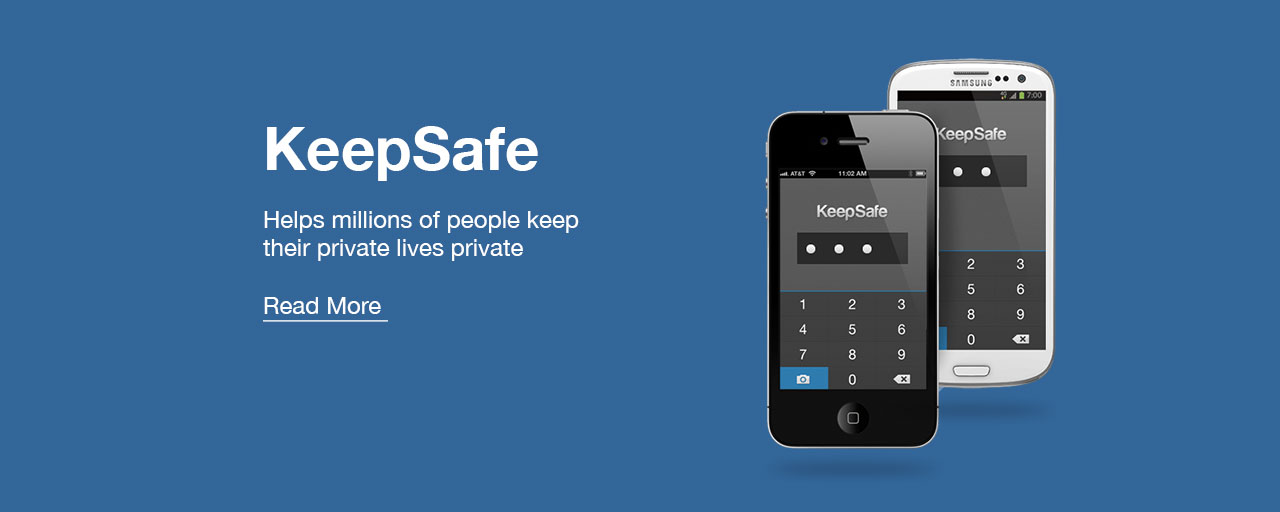 KeepSafe
Helps millions of people keep
their private lives private
Read More
SAMSUNG
4G 7:00
KeepSafe
2 3
5 6
8 9
0
AT&T 11:02 AM
KeepSafe
1 2 3
4 5 6
7 8 9
0